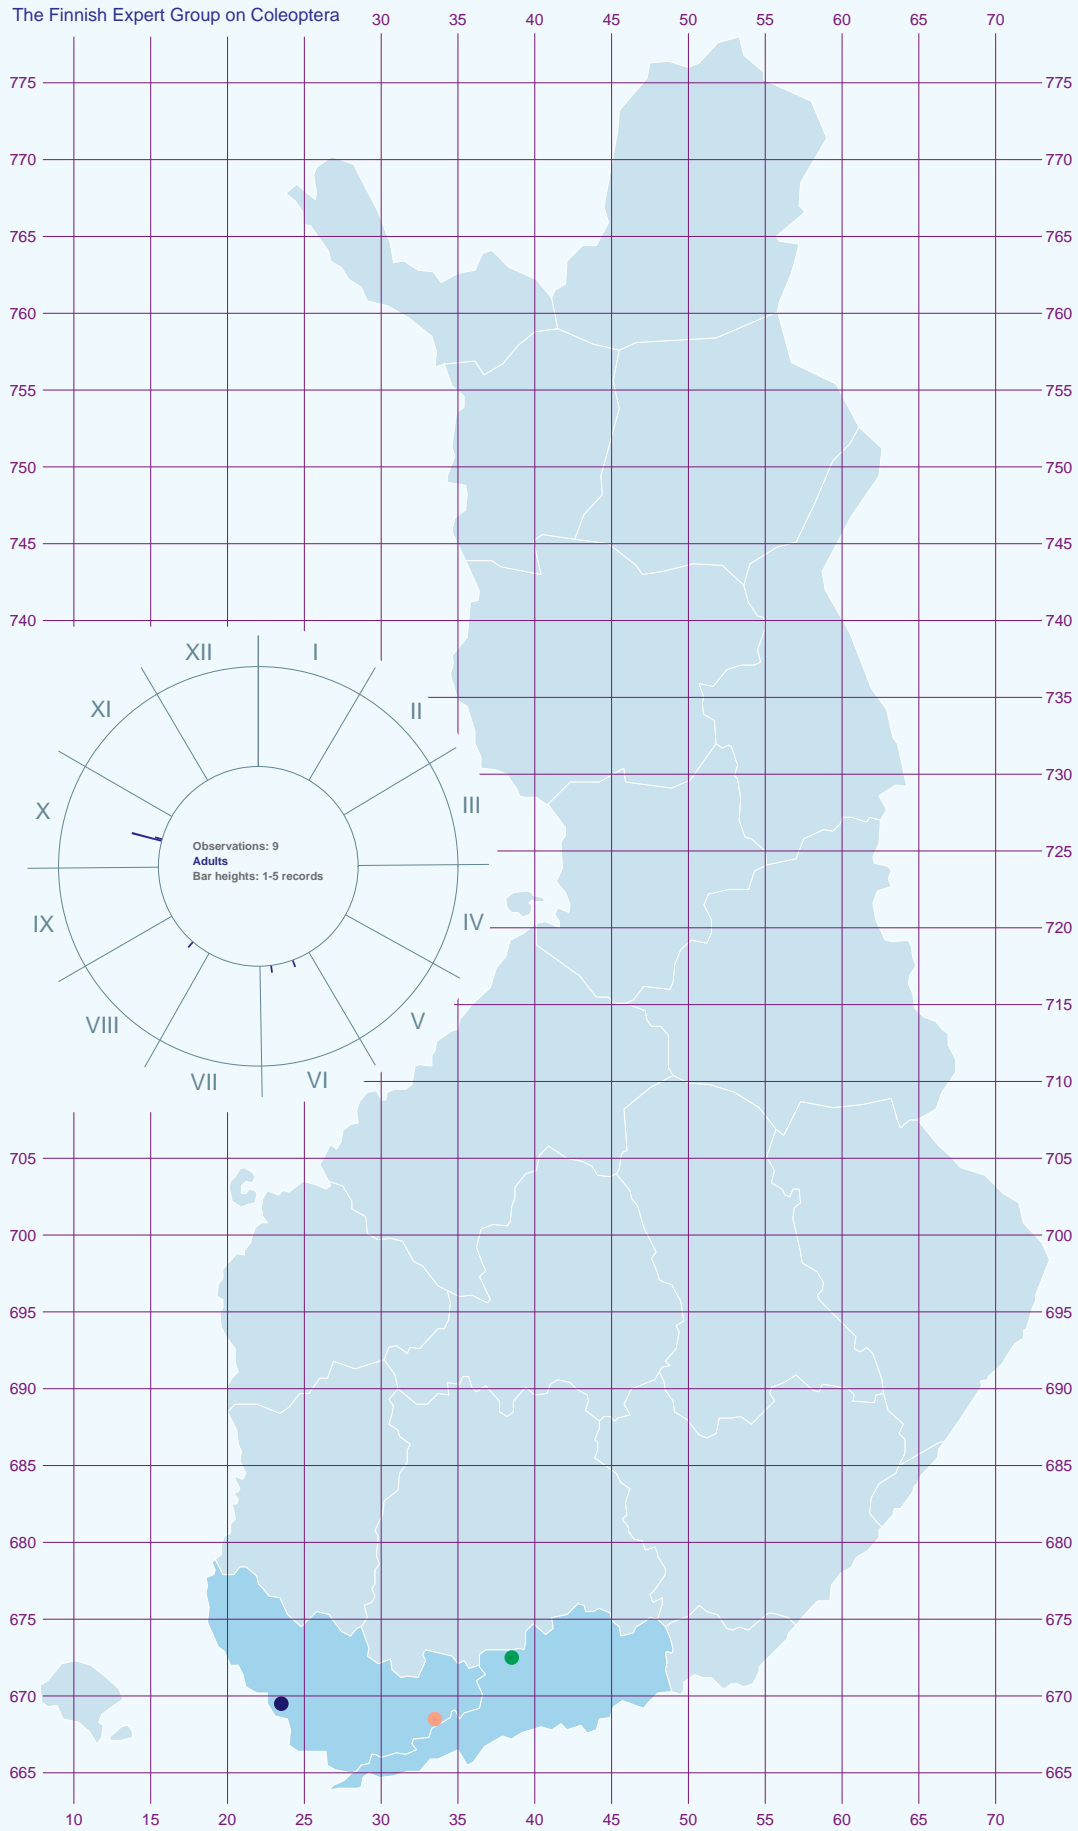 The Finnish Expert Group on Coleoptera
30 35 40 45 50 55 60 65 70
775 775
770 770
765 765
760 760
755 755
750 750
745 745
740 740
XII I
XI II
735
730
X III
725
Observations: 9
Adults
Bar heights: 1-5 records
IX IV
720
715
VIII V
VII VI
710
705 705
700 700
695 695
690 690
685 685
680 680
675 675
670 670
665 665
10 15 20 25 30 35 40 45 50 55 60 65 70